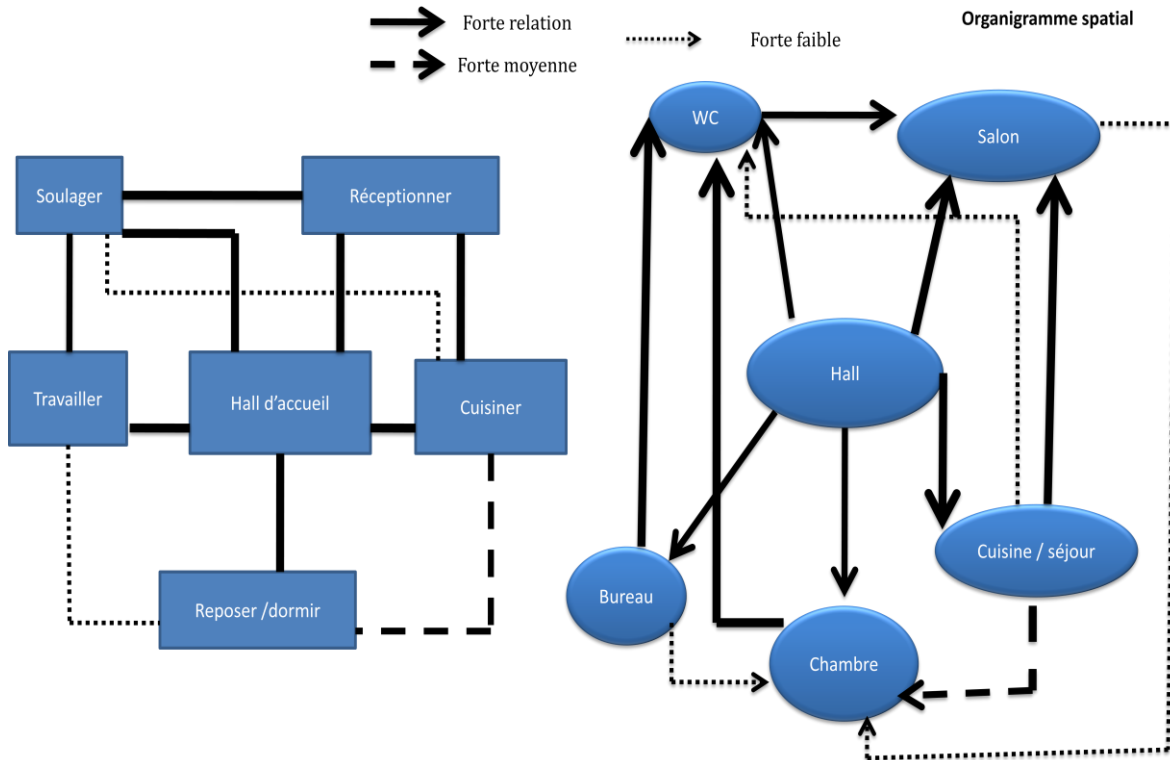 Forte relation
Forte faible
Organigramme spatial
Forte moyenne
Soulager
Réceptionner
Travailler
Hall d'accueil
Cuisiner
Reposer /dormir
WC
Salon
Hall
Cuisine / séjour
Bureau
Chambre